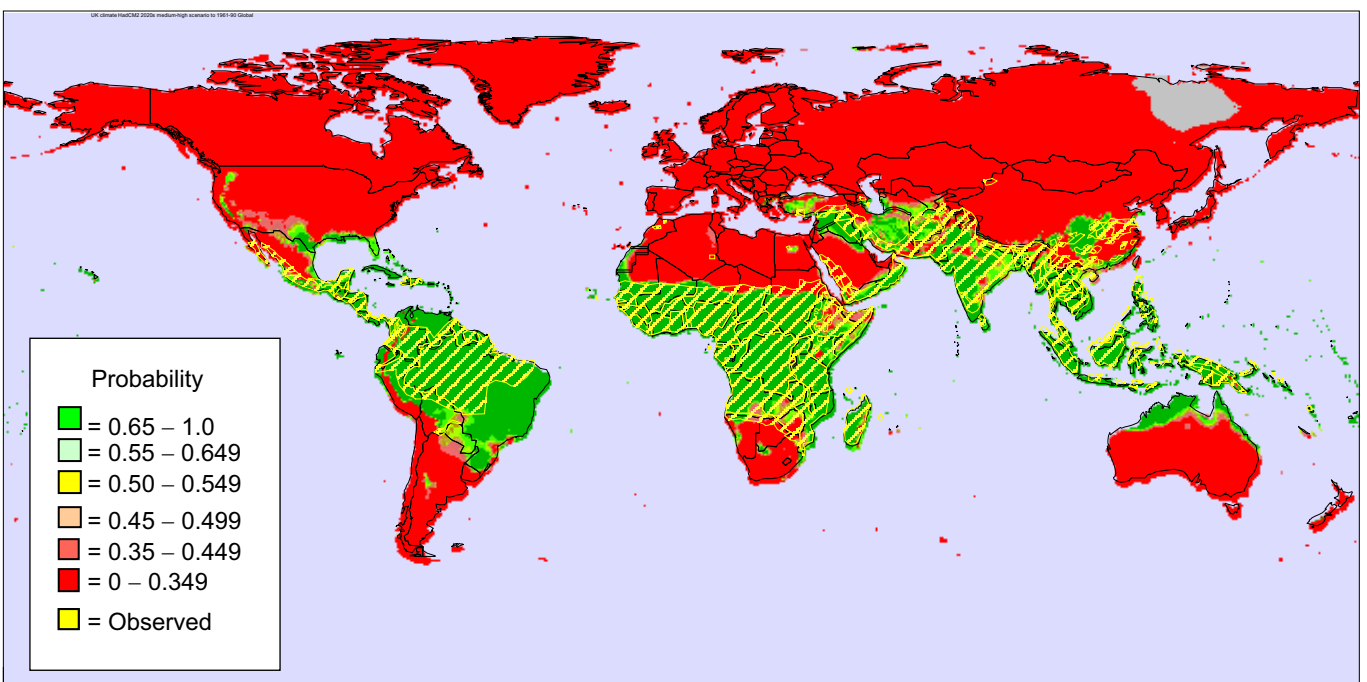 UK climate HadCM2 2020s medium-high scenario to 1961-90 Global
Probability
= 0.65 – 1.0
= 0.55 – 0.649
= 0.50 – 0.549
= 0.45 – 0.499
= 0.35 – 0.449
= 0 – 0.349
= Observed